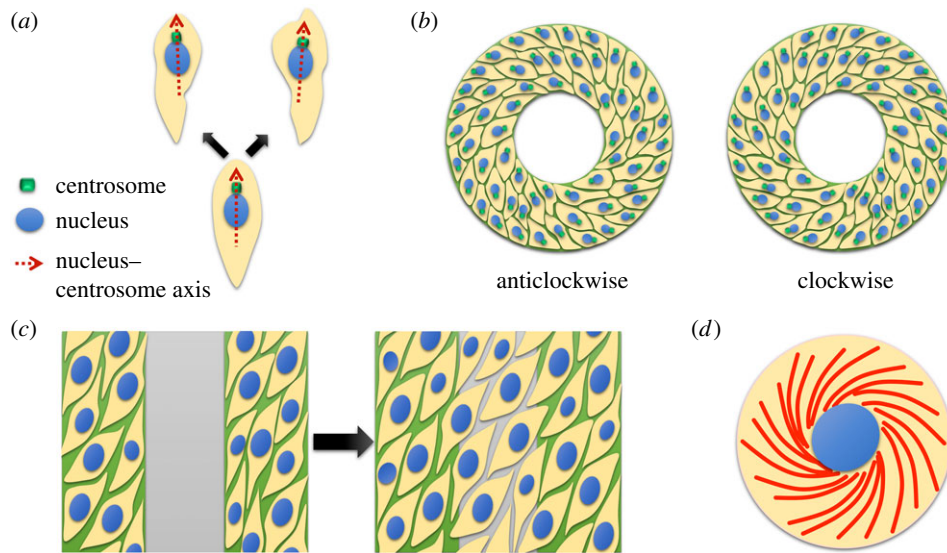 (a)
centrosome
nucleus
nucleus–
centrosome axis
(b)
anticlockwise
clockwise
(c)
(d)